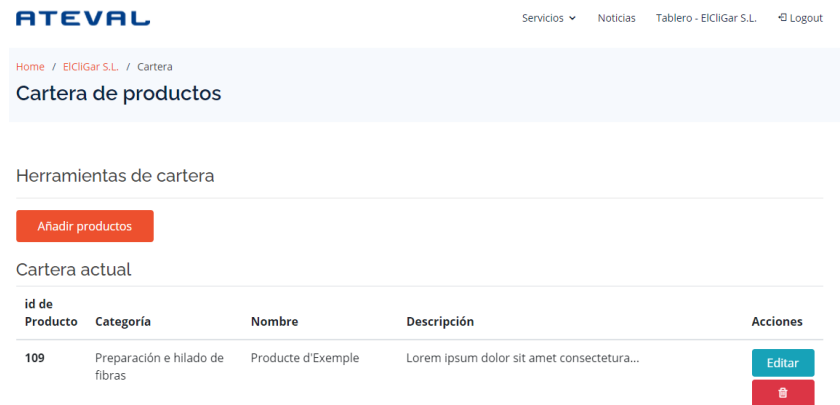 ATEVAL
Servicios Noticias Tablero - ElCliGar S.L. Logout
Home / ElCliGar S.L. / Cartera
Cartera de productos
Herramientas de cartera
Añadir productos
Cartera actual
id de
Producto Categoría Nombre Descripción Acciones
109 Preparación e hilado de Producte d'Exemple Lorem ipsum dolor sit amet consectetura... Editar
fibras